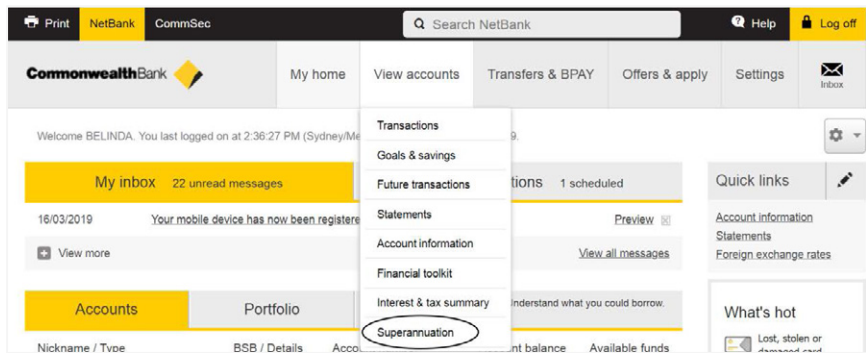 Print NetBank CommSec Search NetBank Help Log off
CommonwealthBank My home View accounts Transfers & BPAY Offers & apply Settings Inbox
Welcome BELINDA. You last logged on at 2:36:27 PM (Sydney/Me 9.
Transactions
Goals & savings
Future transactions
Statements
Account information
Financial toolkit
Interest & tax summary
Superannuation
My inbox 22 unread messages
tions 1 scheduled
16/03/2019 Your mobile device has now been registere Preview
View more View all messages
Quick links
Account information
Statements
Foreign exchange rates
Accounts Portfolio
Understand what you could borrow.
Nickname / Type BSB / Details Acco nt balance Available funds
What's hot
Lost, stolen or
damaged card